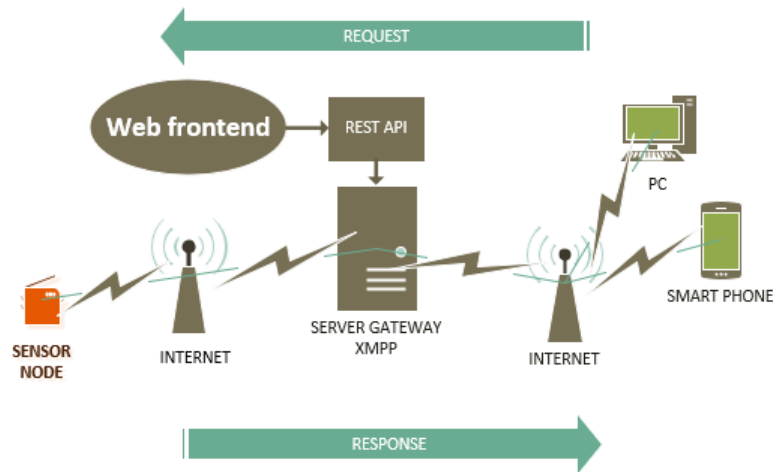 REQUEST
Web frontend
REST API
PC
SMART PHONE
SERVER GATEWAY
XMPP
INTERNET
INTERNET
SENSOR
NODE
RESPONSE